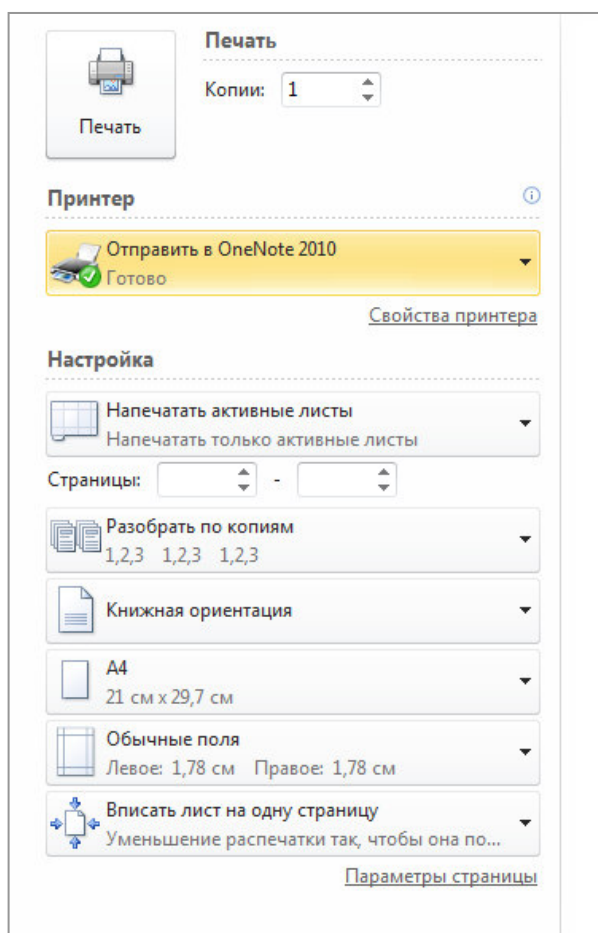 Печать
Копии: 1
Печать
Принтер
Отправить в OneNote 2010
Готово
Свойства принтера
Настройка
Напечатать активные листы
Напечатать только активные листы
Страницы: -
Разобрать по копиям
1,2,3 1,2,3 1,2,3
Книжная ориентация
A4
21 см x 29,7 см
Обычные поля
Левое: 1,78 см Правое: 1,78 см
Вписать лист на одну страницу
Уменьшение распечатки так, чтобы она по...
Параметры страницы